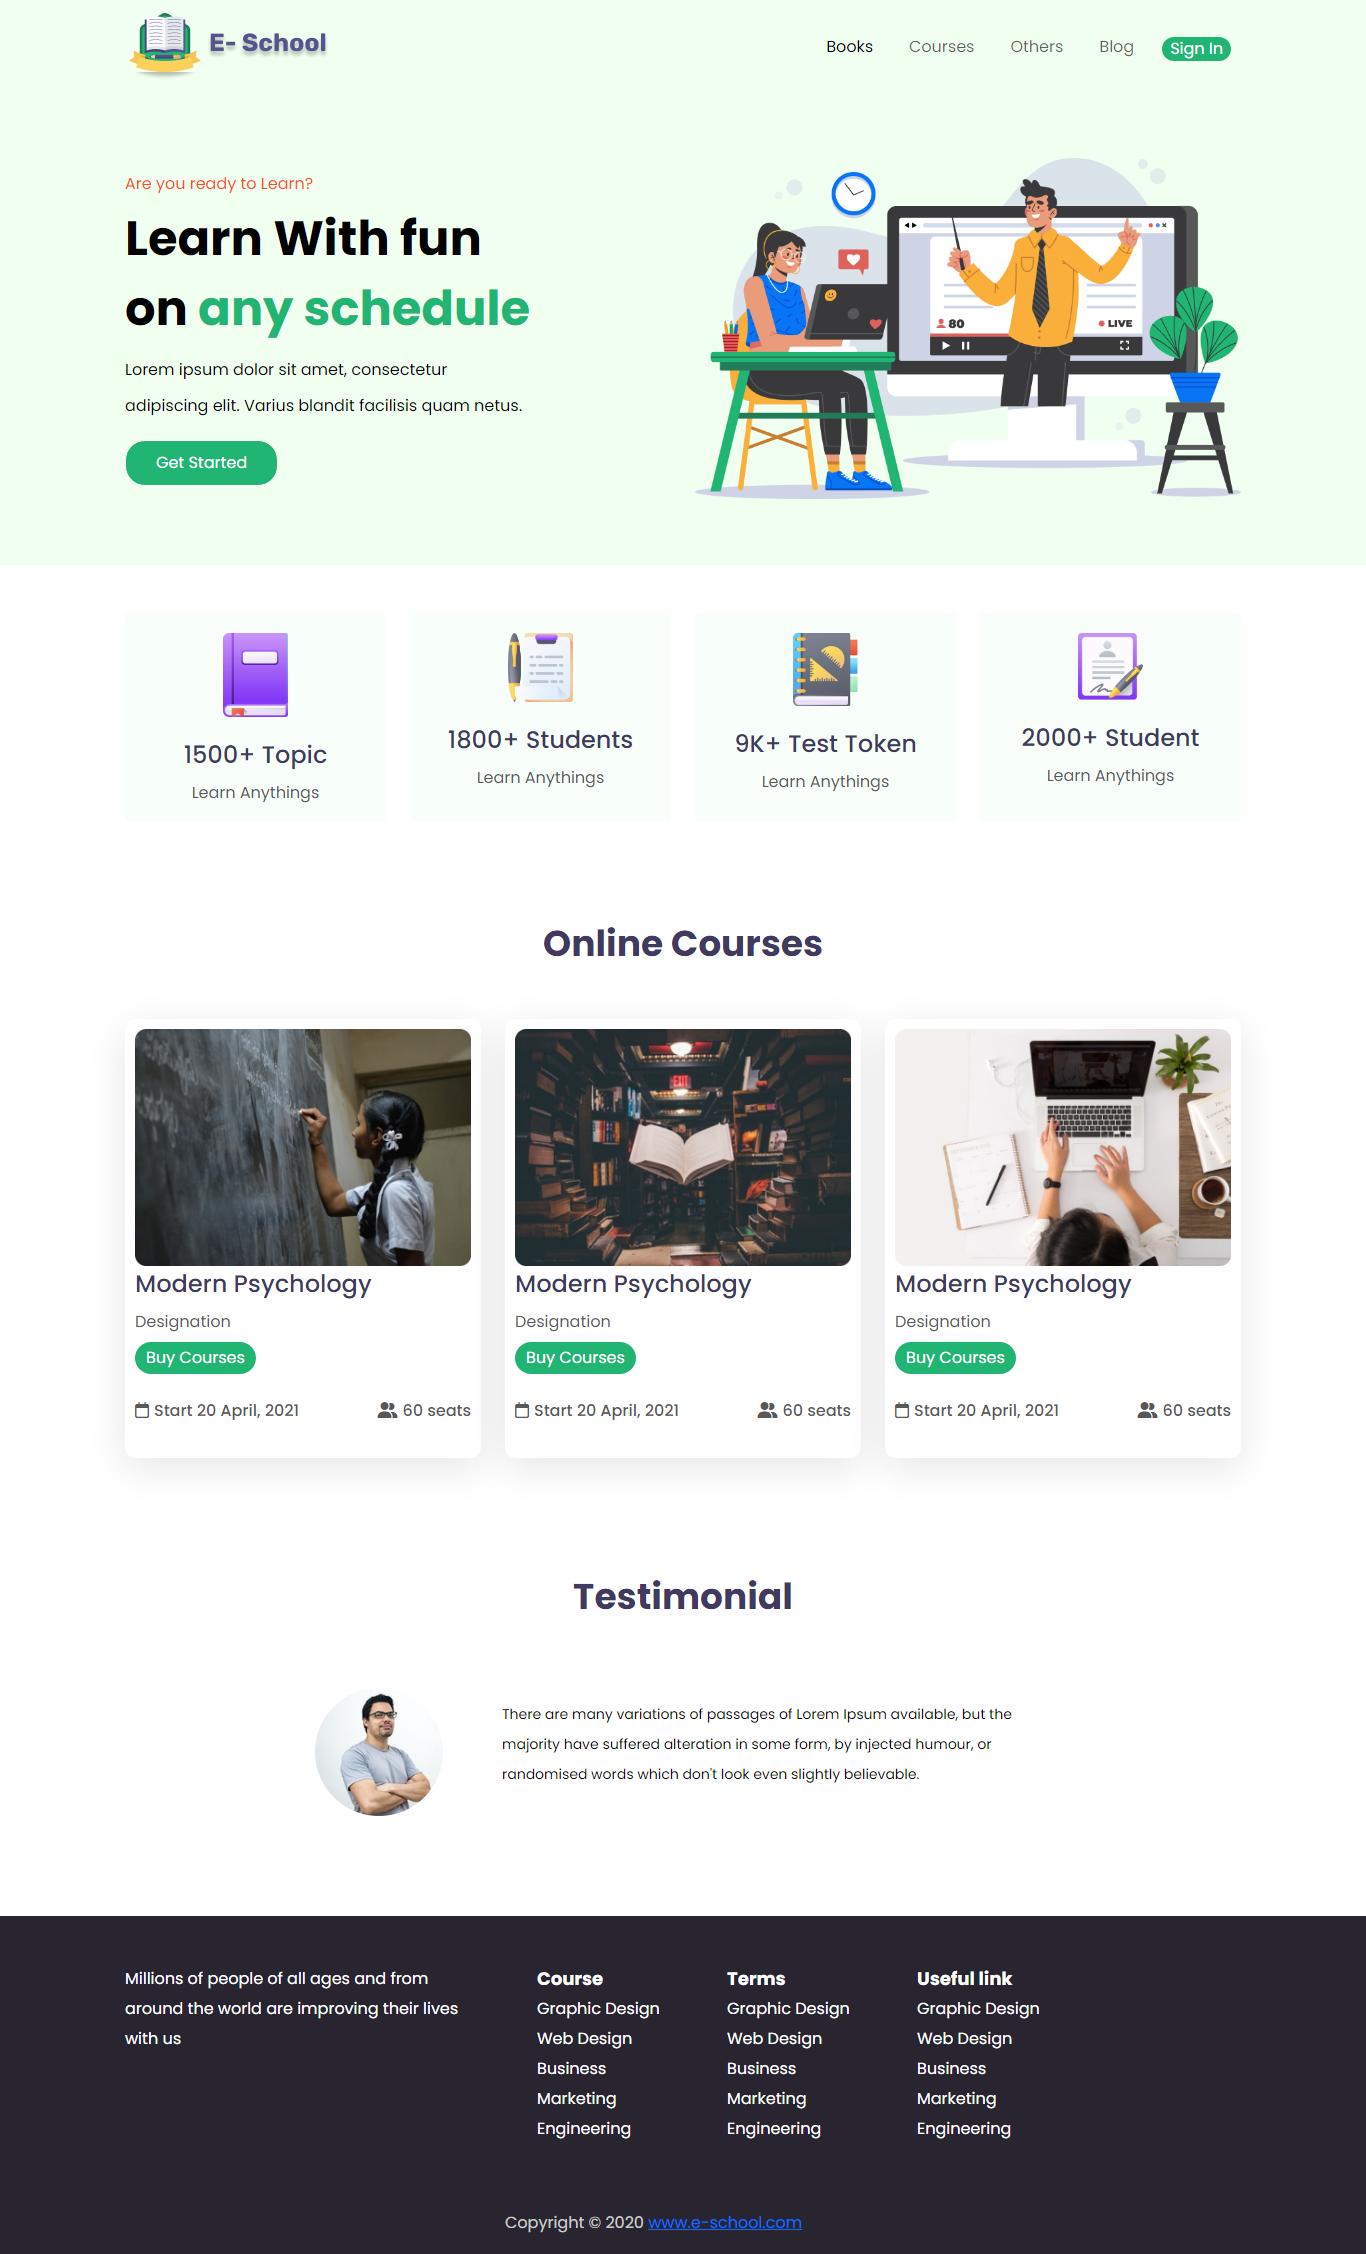 E- School
Books
Courses
Others
Blog
Sign In
Are you ready to Learn?
Learn With fun
on any schedule
Lorem ipsum dolor sit amet, consectetur
adipiscing elit. Varius blandit facilisis quam netus.
Get Started
80
LIVE
1500+ Topic
Learn Anythings
1800+ Students
Learn Anythings
9K+ Test Token
Learn Anythings
2000+ Student
Learn Anythings
Online Courses
EXIT
Modern Psychology
Designation
Buy Courses
Start 20 April, 2021
60 seats
Modern Psychology
Designation
Buy Courses
Start 20 April, 2021
60 seats
Modern Psychology
Designation
Buy Courses
Start 20 April, 2021
60 seats
Testimonial
There are many variations of passages of Lorem Ipsum available, but the
majority have suffered alteration in some form, by injected humour, or
randomised words which don't look even slightly believable.
Millions of people of all ages and from
around the world are improving their lives
with us
Course
Graphic Design
Web Design
Business
Marketing
Engineering
Terms
Graphic Design
Web Design
Business
Marketing
Engineering
Useful link
Graphic Design
Web Design
Business
Marketing
Engineering
Copyright © 2020 www.e-school.com